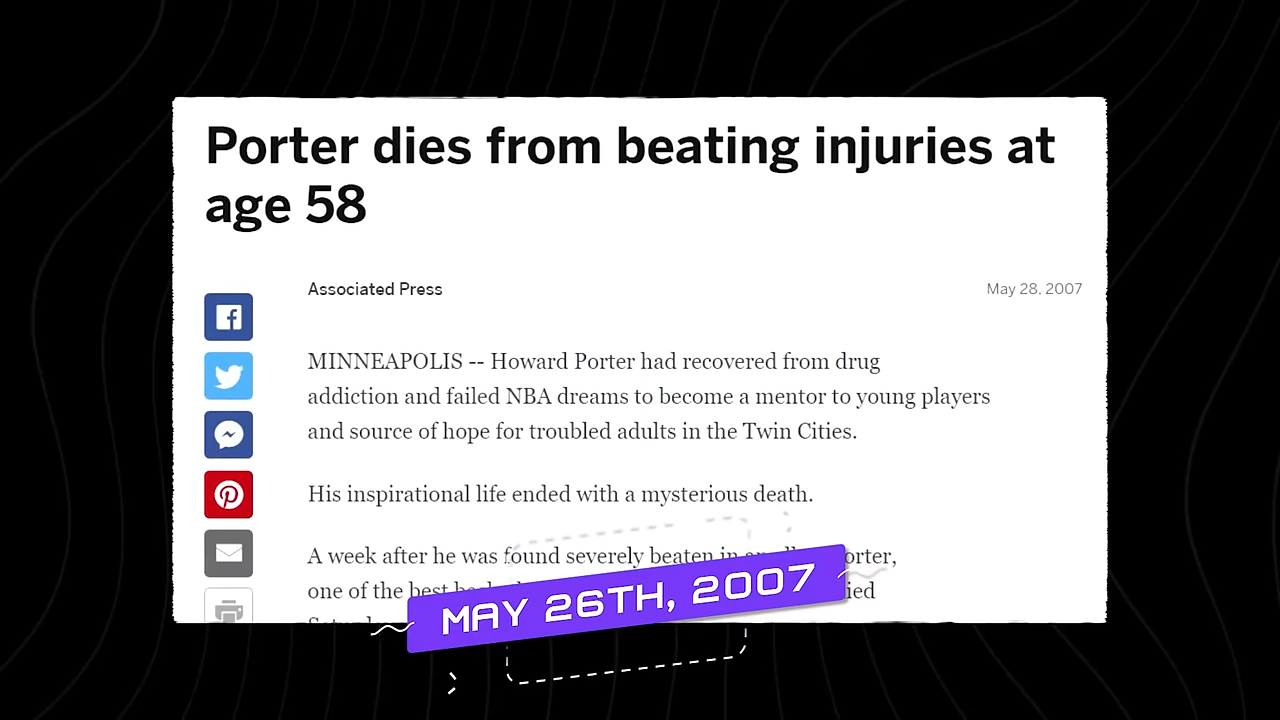 Porter dies from beating injuries at
age 58
Associated Press
May 28, 2007
MINNEAPOLIS -- Howard Porter had recovered from drug
addiction and failed NBA dreams to become a mentor to young players
and source of hope for troubled adults in the Twin Cities.
His inspirational life ended with a mysterious death.
A week after he was found severely beaten in
one of the best
MAY 26TH, 2007